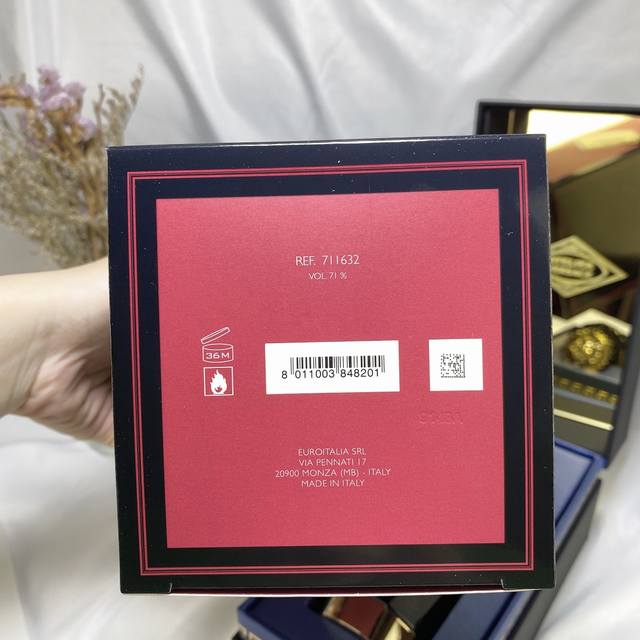 REF. 711632
VOL. 71 %
36M
8 011003 848201
EUROITALIA SRL
VIA PENNATI 17
20900 MONZA (MB) - ITALY
MADE IN ITALY